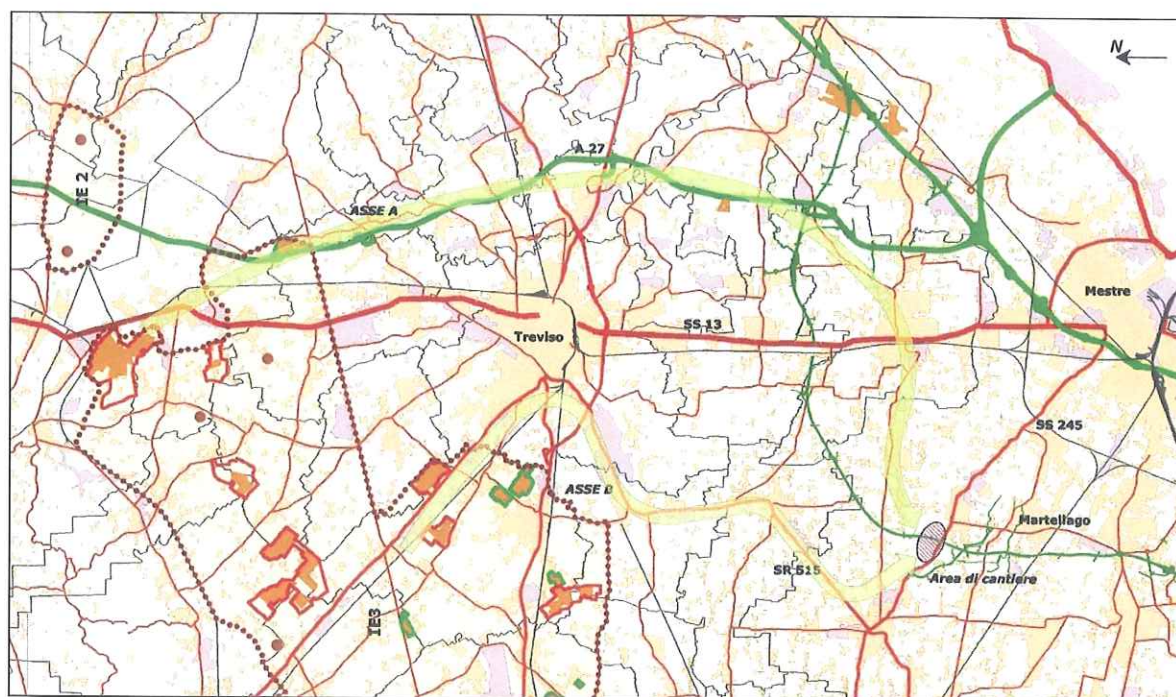 N
IE 2
A 27
ASSE A
Mestre
Treviso
SS 13
SS 245
ASSE B
Martellago
SR 515
Area di cantiere
IE3